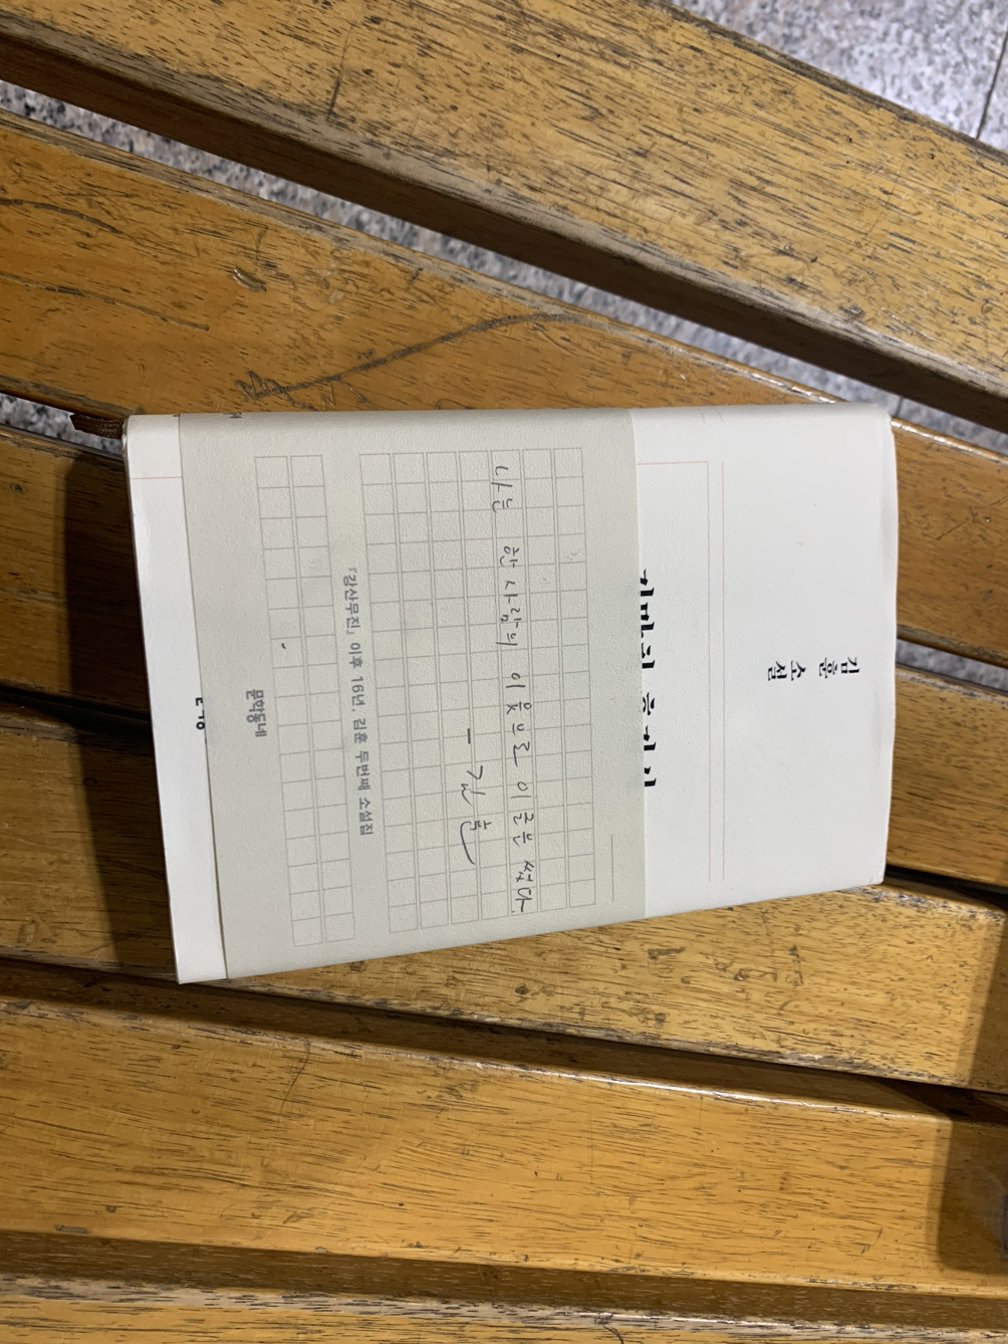 김훈 소설
나는 한 사람의 이웃으로 이 글을 썼다.
- 김훈
『강산무진』 이후 16년, 김훈 두번째 소설집
문학동네